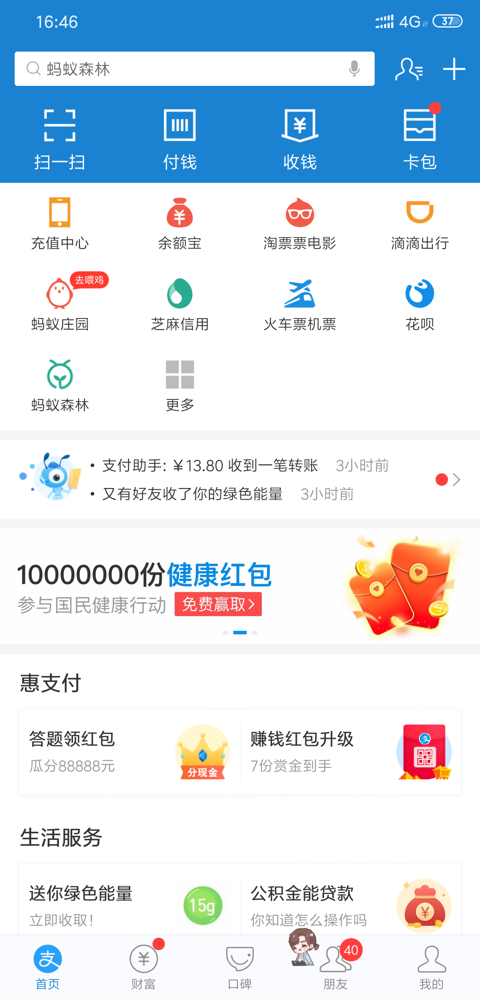 16:46
4G
37
蚂蚁森林
扫一扫
付钱
收钱
卡包
充值中心
余额宝
淘票票电影
滴滴出行
去喂鸡
蚂蚁庄园
芝麻信用
火车票机票
花呗
蚂蚁森林
更多
• 支付助手: ¥13.80 收到一笔转账 3小时前
• 又有好友收了你的绿色能量 3小时前
10000000份健康红包
参与国民健康行动 免费赢取>
惠支付
答题领红包
瓜分88888元
分现金
赚钱红包升级
7份赏金到手
支
生活服务
送你绿色能量
立即收取!
15g
公积金能贷款
你知道怎么操作吗
¥
支
40
首页
财富
口碑
朋友
我的